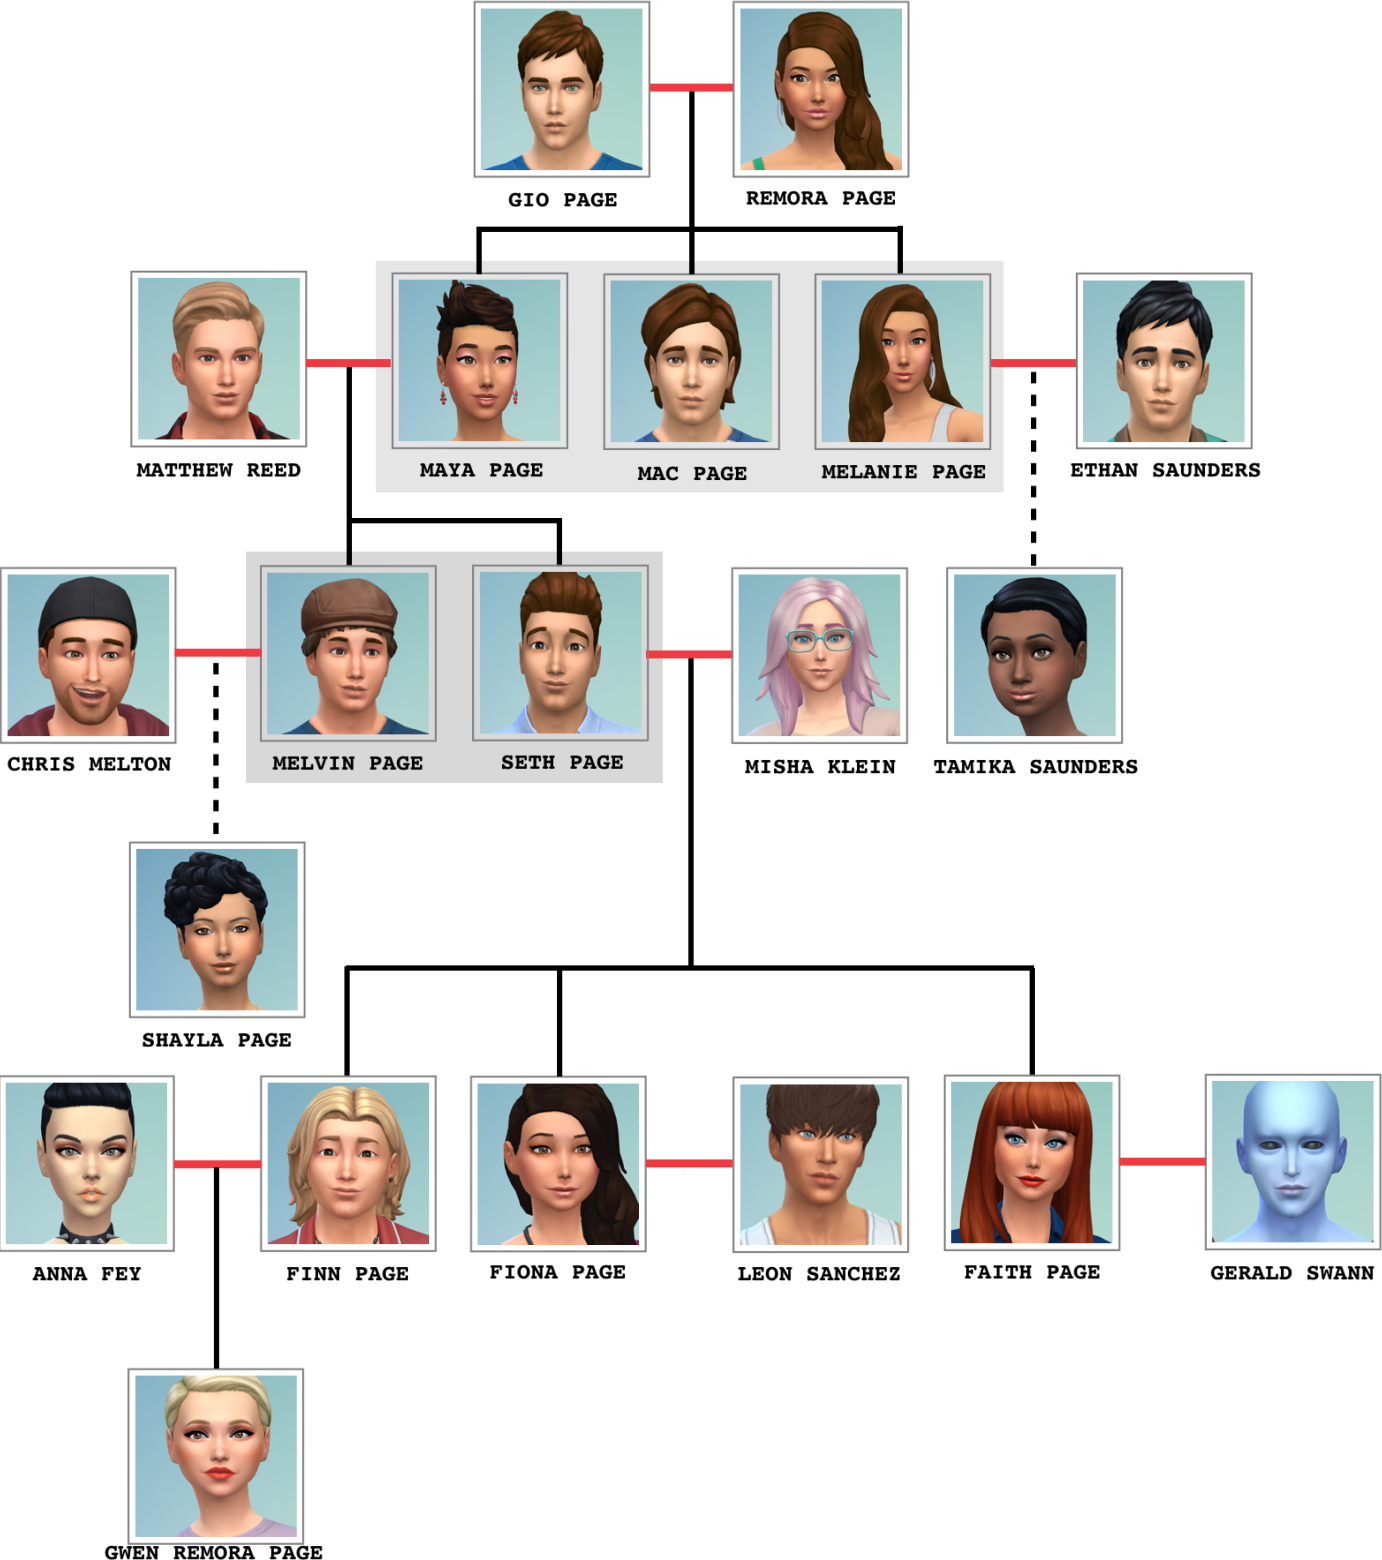 GIO PAGE
REMORA PAGE
MATTHEW REED
MAYA PAGE
MAC PAGE
MELANIE PAGE
ETHAN SAUNDERS
CHRIS MELTON
MELVIN PAGE
SETH PAGE
MISHA KLEIN
TAMIKA SAUNDERS
SHAYLA PAGE
ANNA FEY
FINN PAGE
FIONA PAGE
LEON SANCHEZ
FAITH PAGE
GERALD SWANN
GWEN REMORA PAGE